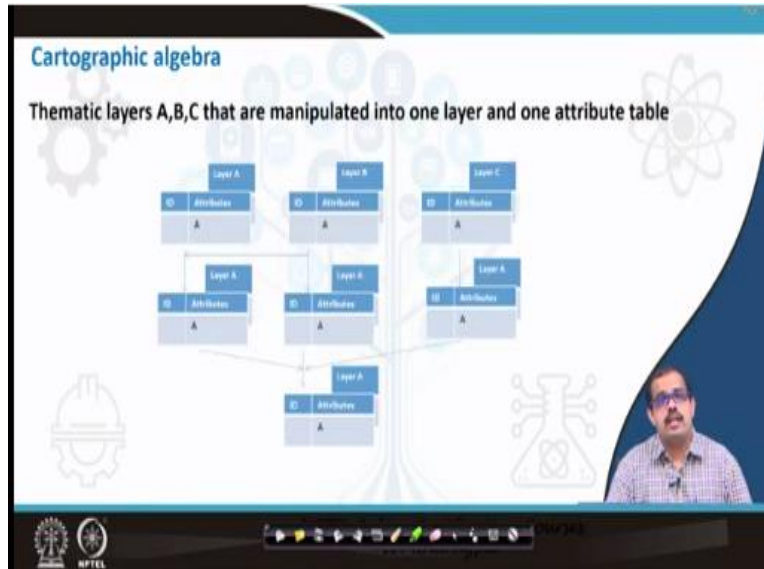 Cartographic algebra
Thematic layers A,B,C that are manipulated into one layer and one attribute table
Layer A
Layer B
Layer C
ID Attributes
ID Attributes
ID Attributes
A
A
A
Layer A
Layer A
Layer A
ID Attributes
ID Attributes
ID Attributes
A
A
A
Layer A
ID Attributes
A
NPTEL